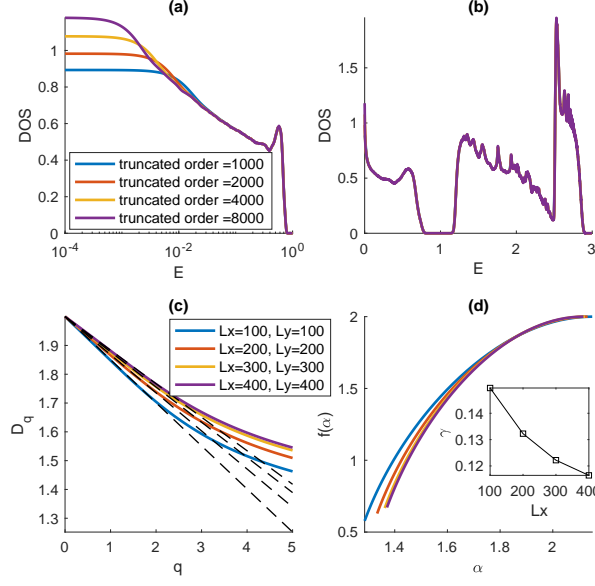 (a)
DOS
1
0.8
0.6
0.4
0.2
0
truncated order =1000
truncated order =2000
truncated order =4000
truncated order =8000
10^-4
10^-2
10^0
E
(b)
DOS
1.5
1
0.5
0
0
1
2
3
E
(c)
D_q
1.9
1.8
1.7
1.6
1.5
1.4
1.3
Lx=100, Ly=100
Lx=200, Ly=200
Lx=300, Ly=300
Lx=400, Ly=400
0
1
2
3
4
5
q
(d)
f(α)
2
1.5
1
0.5
1.4
1.6
1.8
2
α
γ
0.14
0.13
0.12
100
200
300
400
Lx